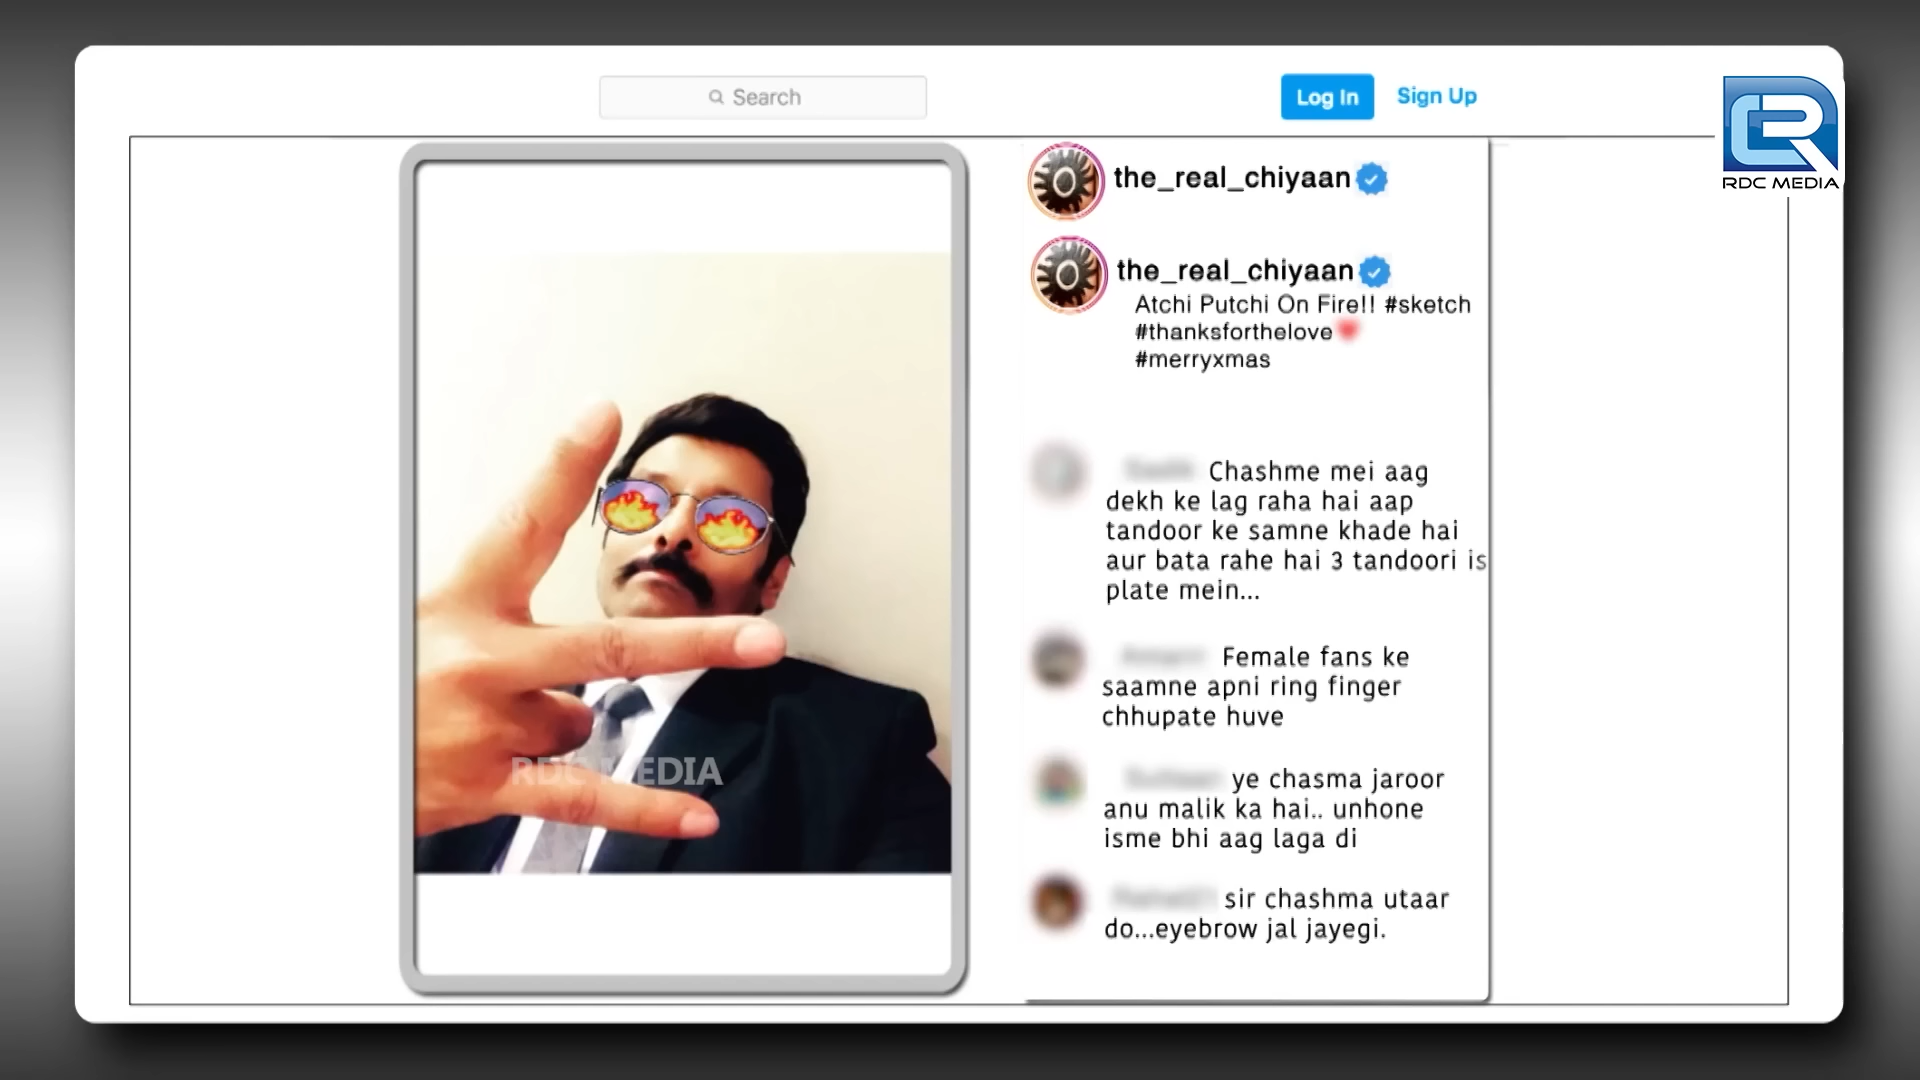 Search
Log In
Sign Up
RDC MEDIA
the_real_chiyaan
the_real_chiyaan
Atchi Putchi On Fire!! #sketch
#thanksforthelove
#merryxmas
Chashme mei aag
dekh ke lag raha hai aap
tandoor ke samne khade hai
aur bata rahe hai 3 tandoori is
plate mein...
Female fans ke
saamne apni ring finger
chhupate huve
ye chasma jaroor
anu malik ka hai.. unhone
isme bhi aag laga di
sir chashma utaar
do...eyebrow jal jayegi.
RDC MEDIA